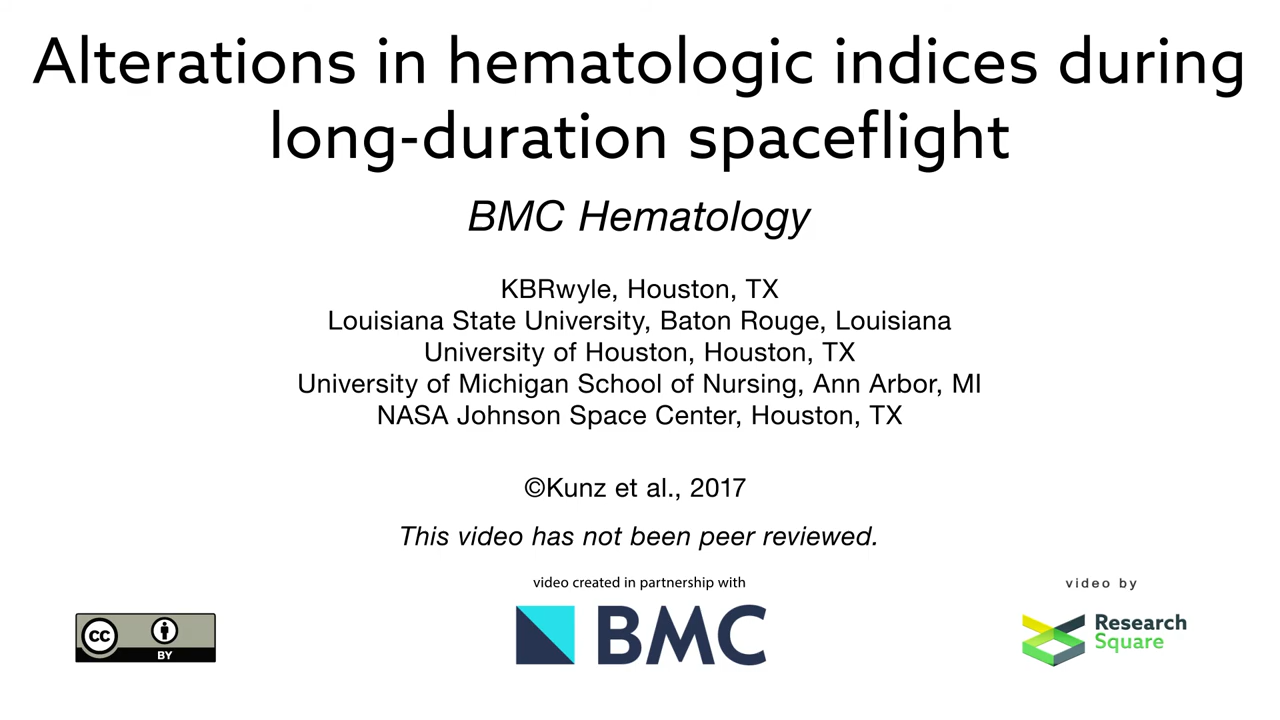 Alterations in hematologic indices during
long-duration spaceflight
BMC Hematology
KBRwyle, Houston, TX
Louisiana State University, Baton Rouge, Louisiana
University of Houston, Houston, TX
University of Michigan School of Nursing, Ann Arbor, MI
NASA Johnson Space Center, Houston, TX
©Kunz et al., 2017
This video has not been peer reviewed.
video created in partnership with
BMC
video by
Research
Square
cc
BY